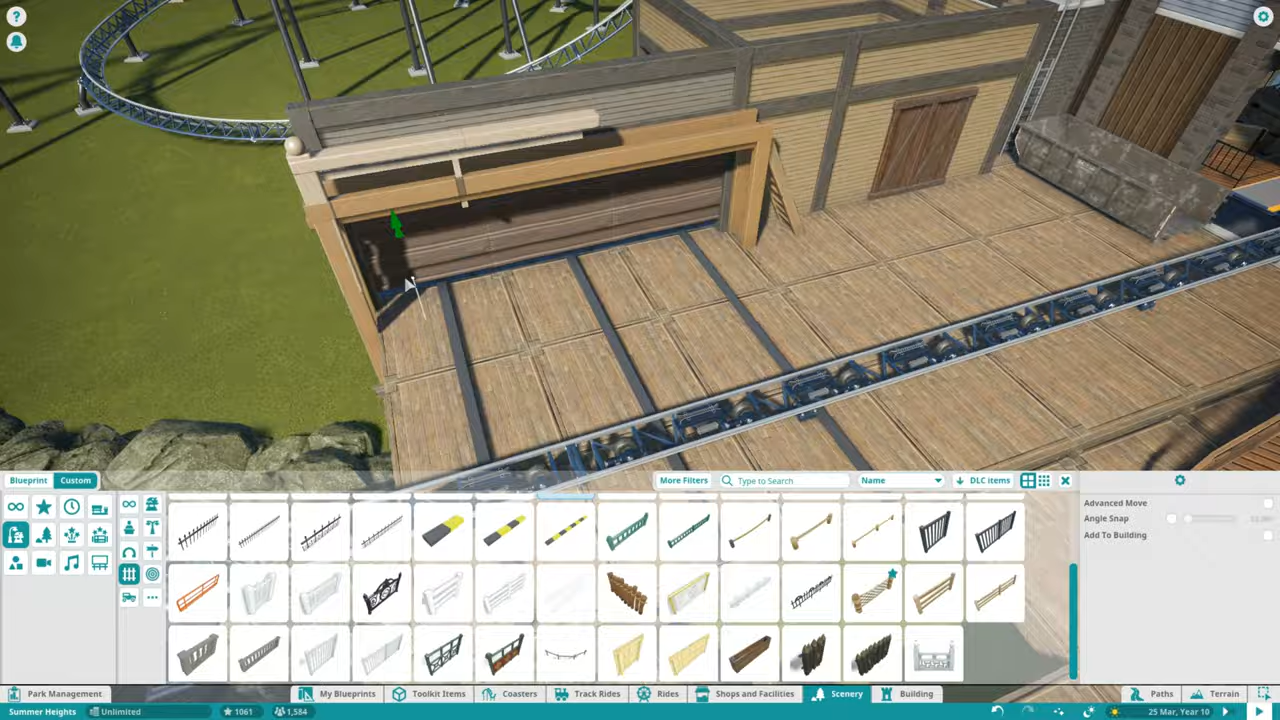 Blueprint
Custom
More Filters
Type to Search
Name
DLC items
Advanced Move
Angle Snap
Add To Building
Park Management
My Blueprints
Toolkit Items
Coasters
Track Rides
Rides
Shops and Facilities
Scenery
Building
Paths
Terrain
Summer Heights
Unlimited
1061
1,584
25 Mar, Year 10